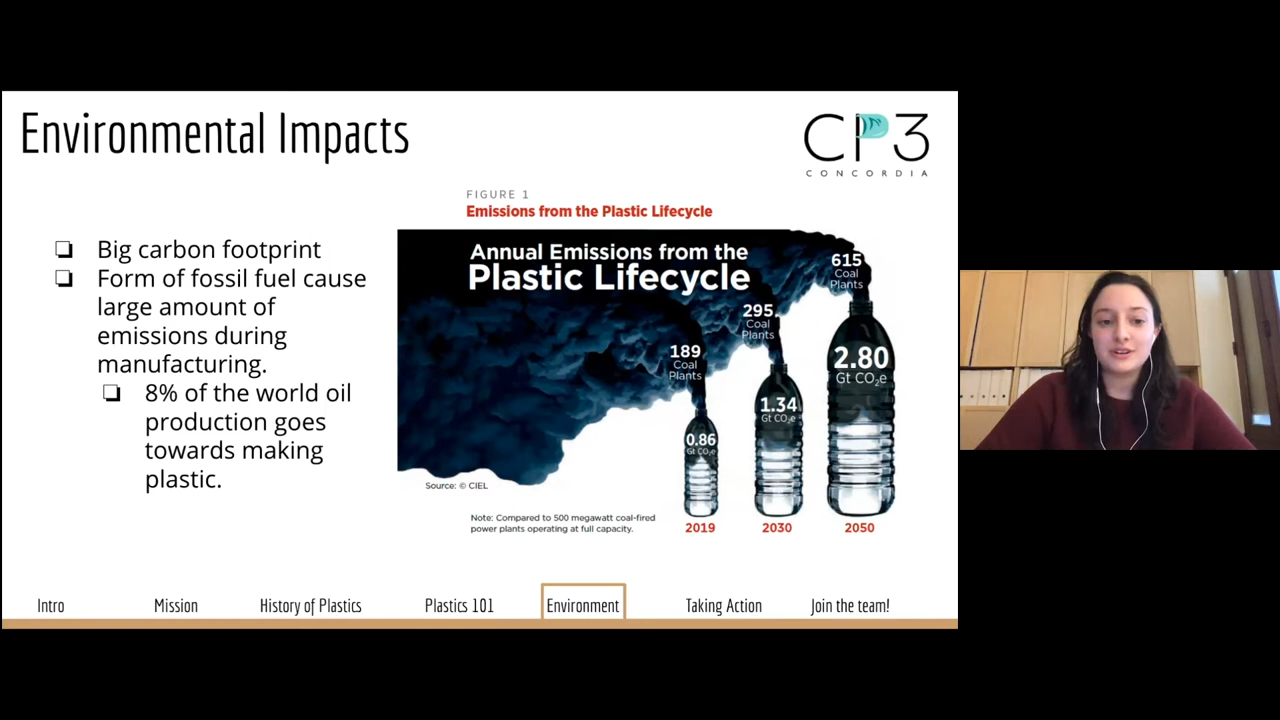 Environmental Impacts
CP3
CONCORDIA
FIGURE 1
Emissions from the Plastic Lifecycle
❏ Big carbon footprint
❏ Form of fossil fuel cause
large amount of
emissions during
manufacturing.
❏ 8% of the world oil
production goes
towards making
plastic.
Annual Emissions from the
Plastic Lifecycle
189
Coal
Plants
0.86
Gt CO₂e
2019
295
Coal
Plants
1.34
Gt CO₂e
2030
615
Coal
Plants
2.80
Gt CO₂e
2050
Source: © CIEL
Note: Compared to 500 megawatt coal-fired
power plants operating at full capacity.
Intro Mission History of Plastics Plastics 101 Environment Taking Action Join the team!